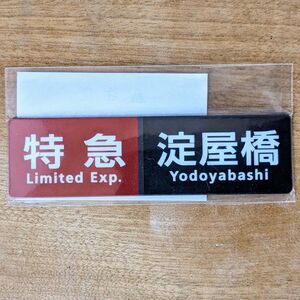 特急
Limited Exp.
淀屋橋
Yodoyabashi